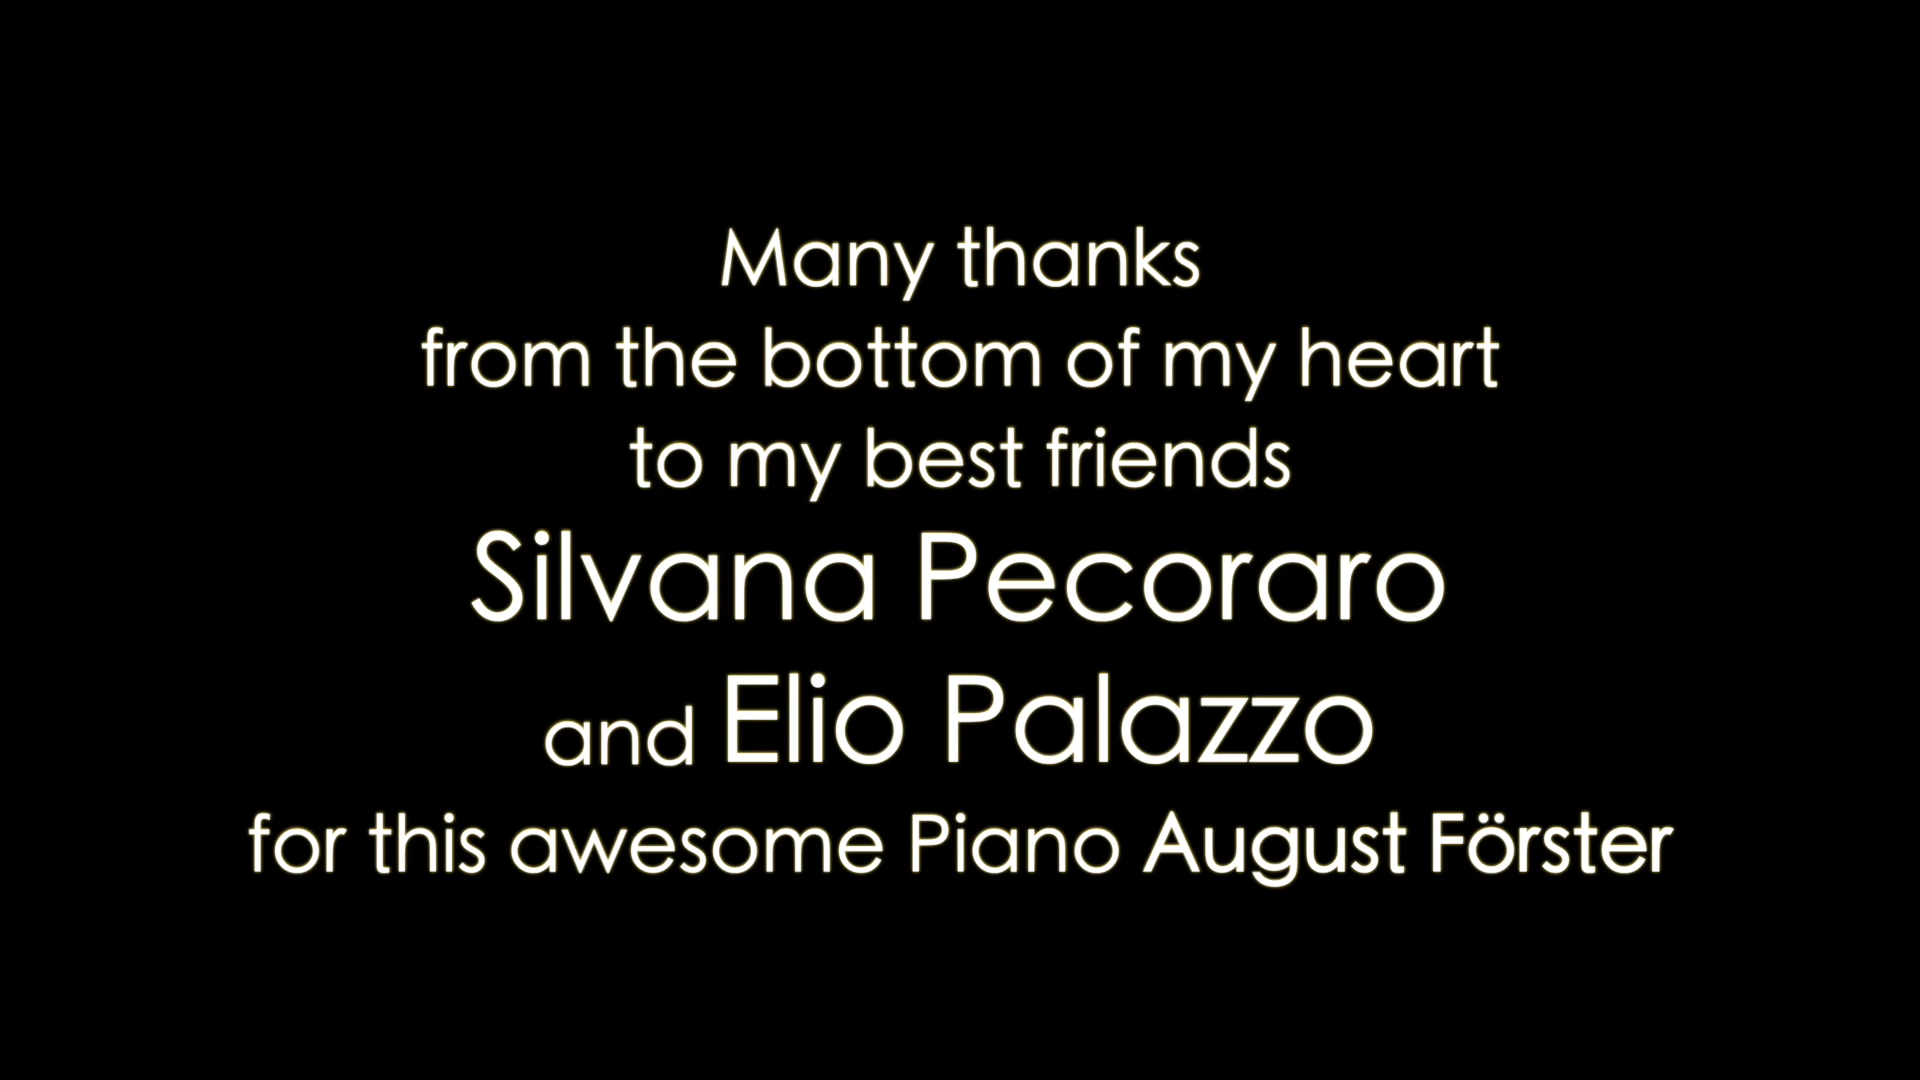 Many thanks
from the bottom of my heart
to my best friends
Silvana Pecoraro
and Elio Palazzo
for this awesome Piano August Förster